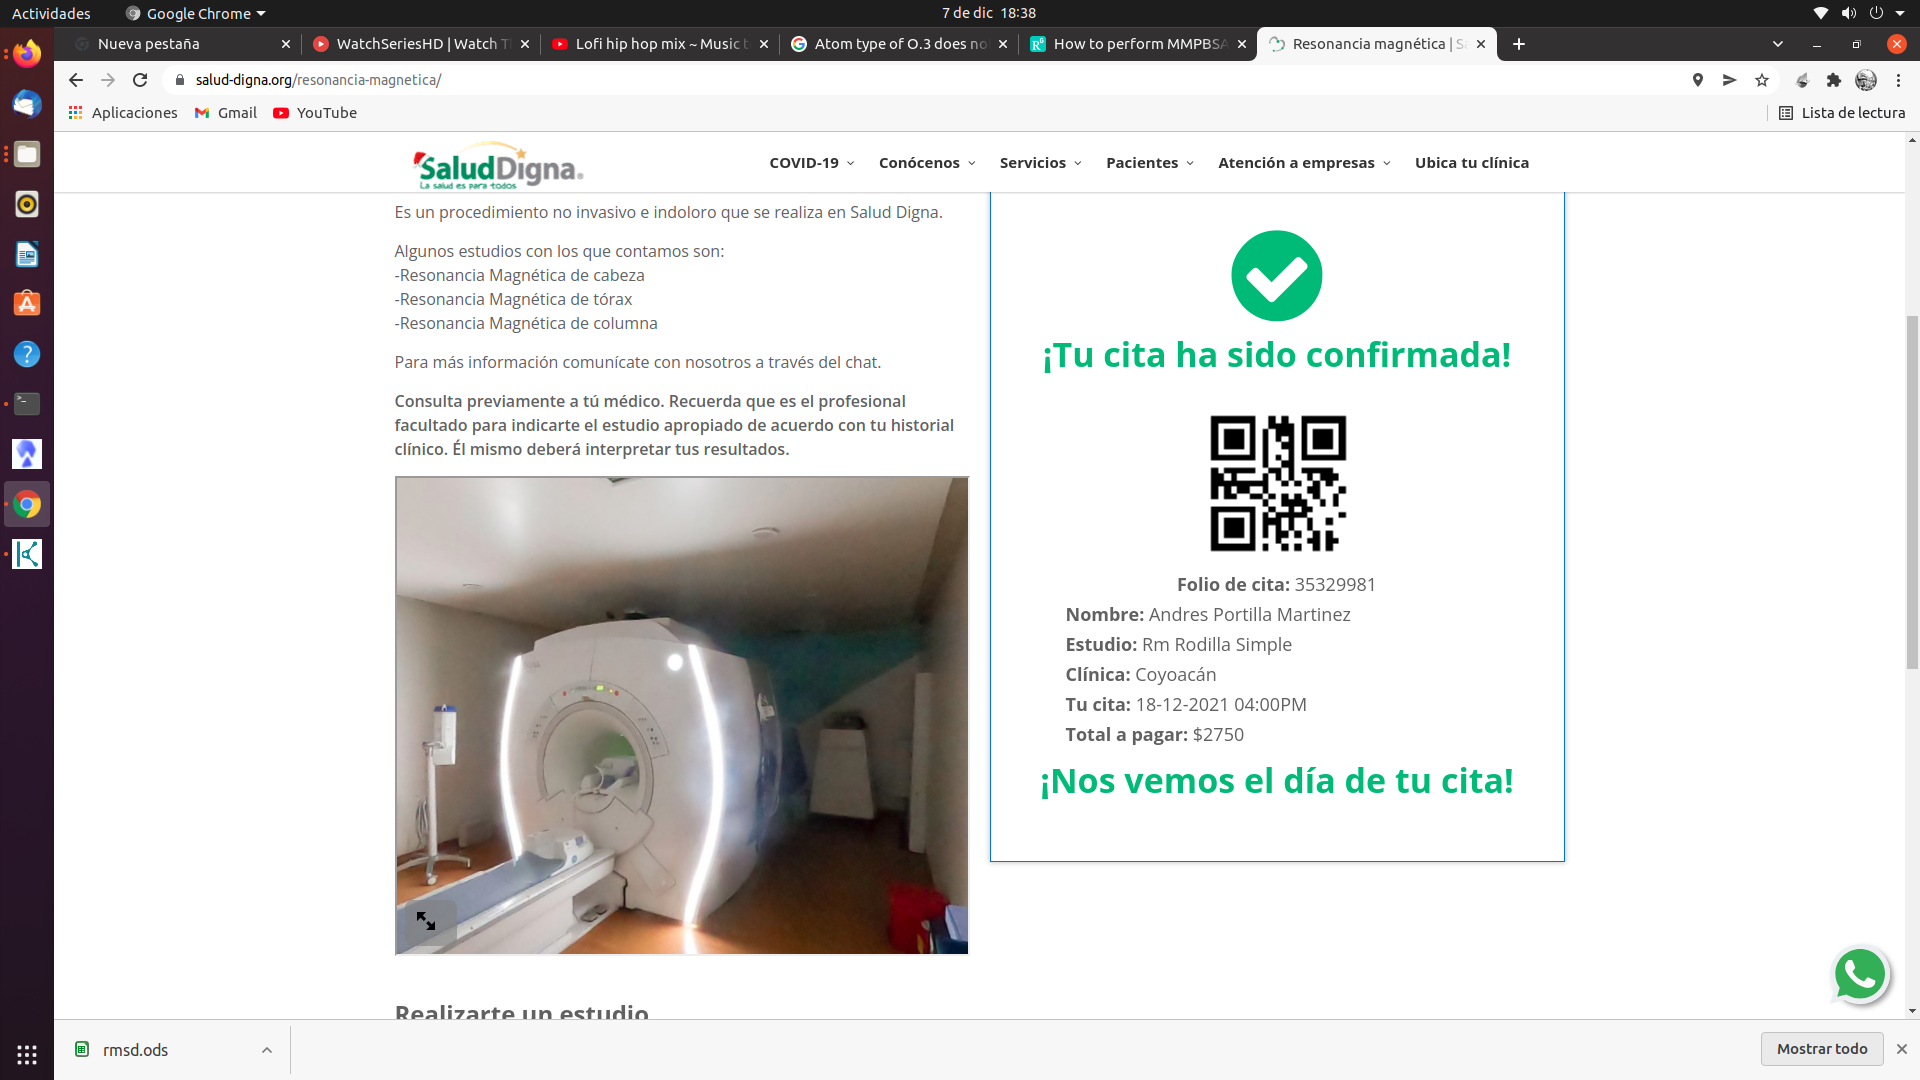 Actividades
Google Chrome
7 de dic 18:38
Nueva pestaña
WatchSeriesHD | Watch T
Lofi hip hop mix ~ Music t
Atom type of O.3 does no
How to perform MMPBSA
Resonancia magnética | Sa
salud-digna.org/resonancia-magnetica/
Aplicaciones
Gmail
YouTube
Lista de lectura
SaludDigna.
La salud es para todos
COVID-19
Conócenos
Servicios
Pacientes
Atención a empresas
Ubica tu clínica
Es un procedimiento no invasivo e indoloro que se realiza en Salud Digna.
Algunos estudios con los que contamos son:
-Resonancia Magnética de cabeza
-Resonancia Magnética de tórax
-Resonancia Magnética de columna
Para más información comunícate con nosotros a través del chat.
Consulta previamente a tú médico. Recuerda que es el profesional
facultado para indicarte el estudio apropiado de acuerdo con tu historial
clínico. Él mismo deberá interpretar tus resultados.
Realizarte un estudio
¡Tu cita ha sido confirmada!
Folio de cita: 35329981
Nombre: Andres Portilla Martinez
Estudio: Rm Rodilla Simple
Clínica: Coyoacán
Tu cita: 18-12-2021 04:00PM
Total a pagar: $2750
¡Nos vemos el día de tu cita!
rmsd.ods
Mostrar todo